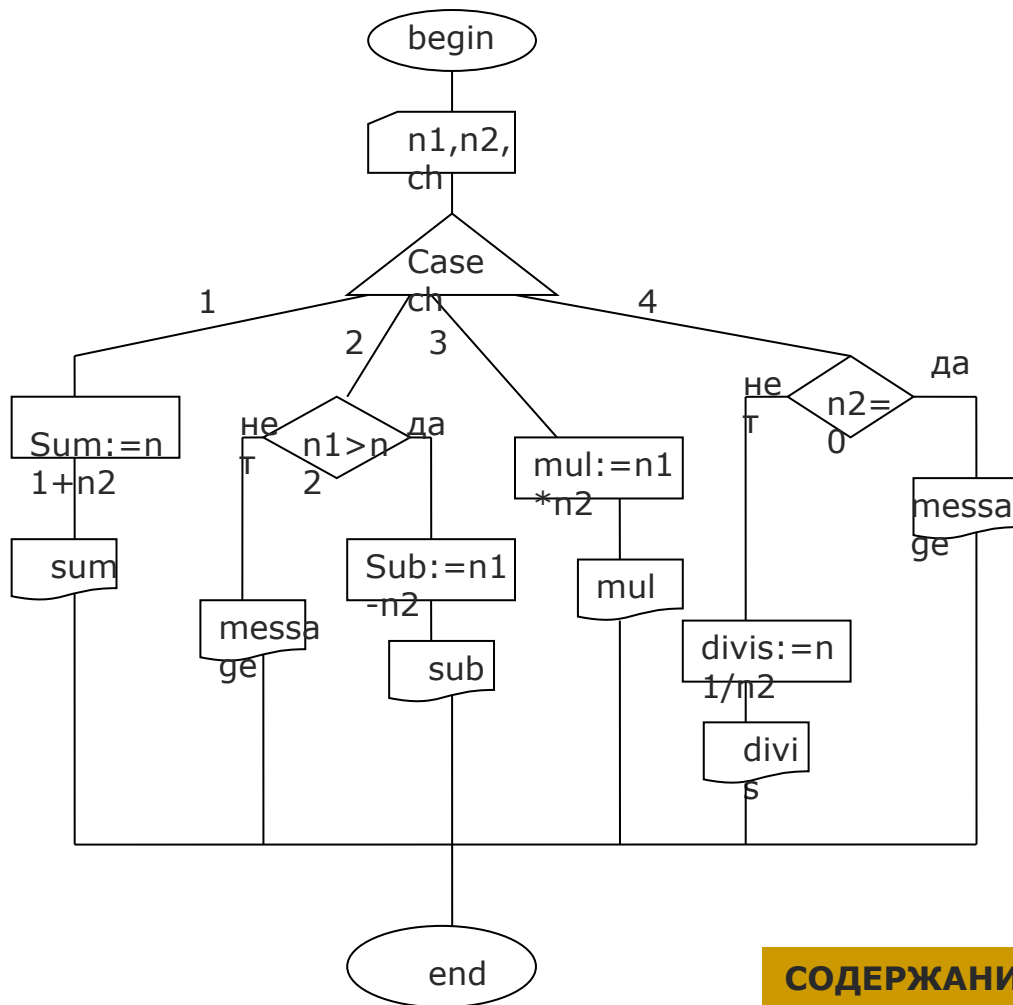 begin
n1,n2,
ch
Case
ch
1
2
3
4
Sum:=n
1+n2
sum
не
т
n1>n
2
да
messa
ge
Sub:=n1
-n2
sub
mul:=n1
*n2
mul
не
т
n2=
0
да
divis:=n
1/n2
divi
s
messa
ge
end
СОДЕРЖАНИ